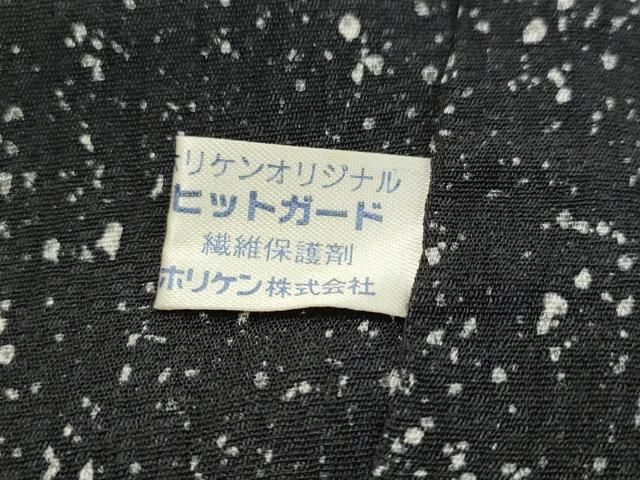 ホリケンオリジナル
ヒットガード
繊維保護剤
ホリケン株式会社